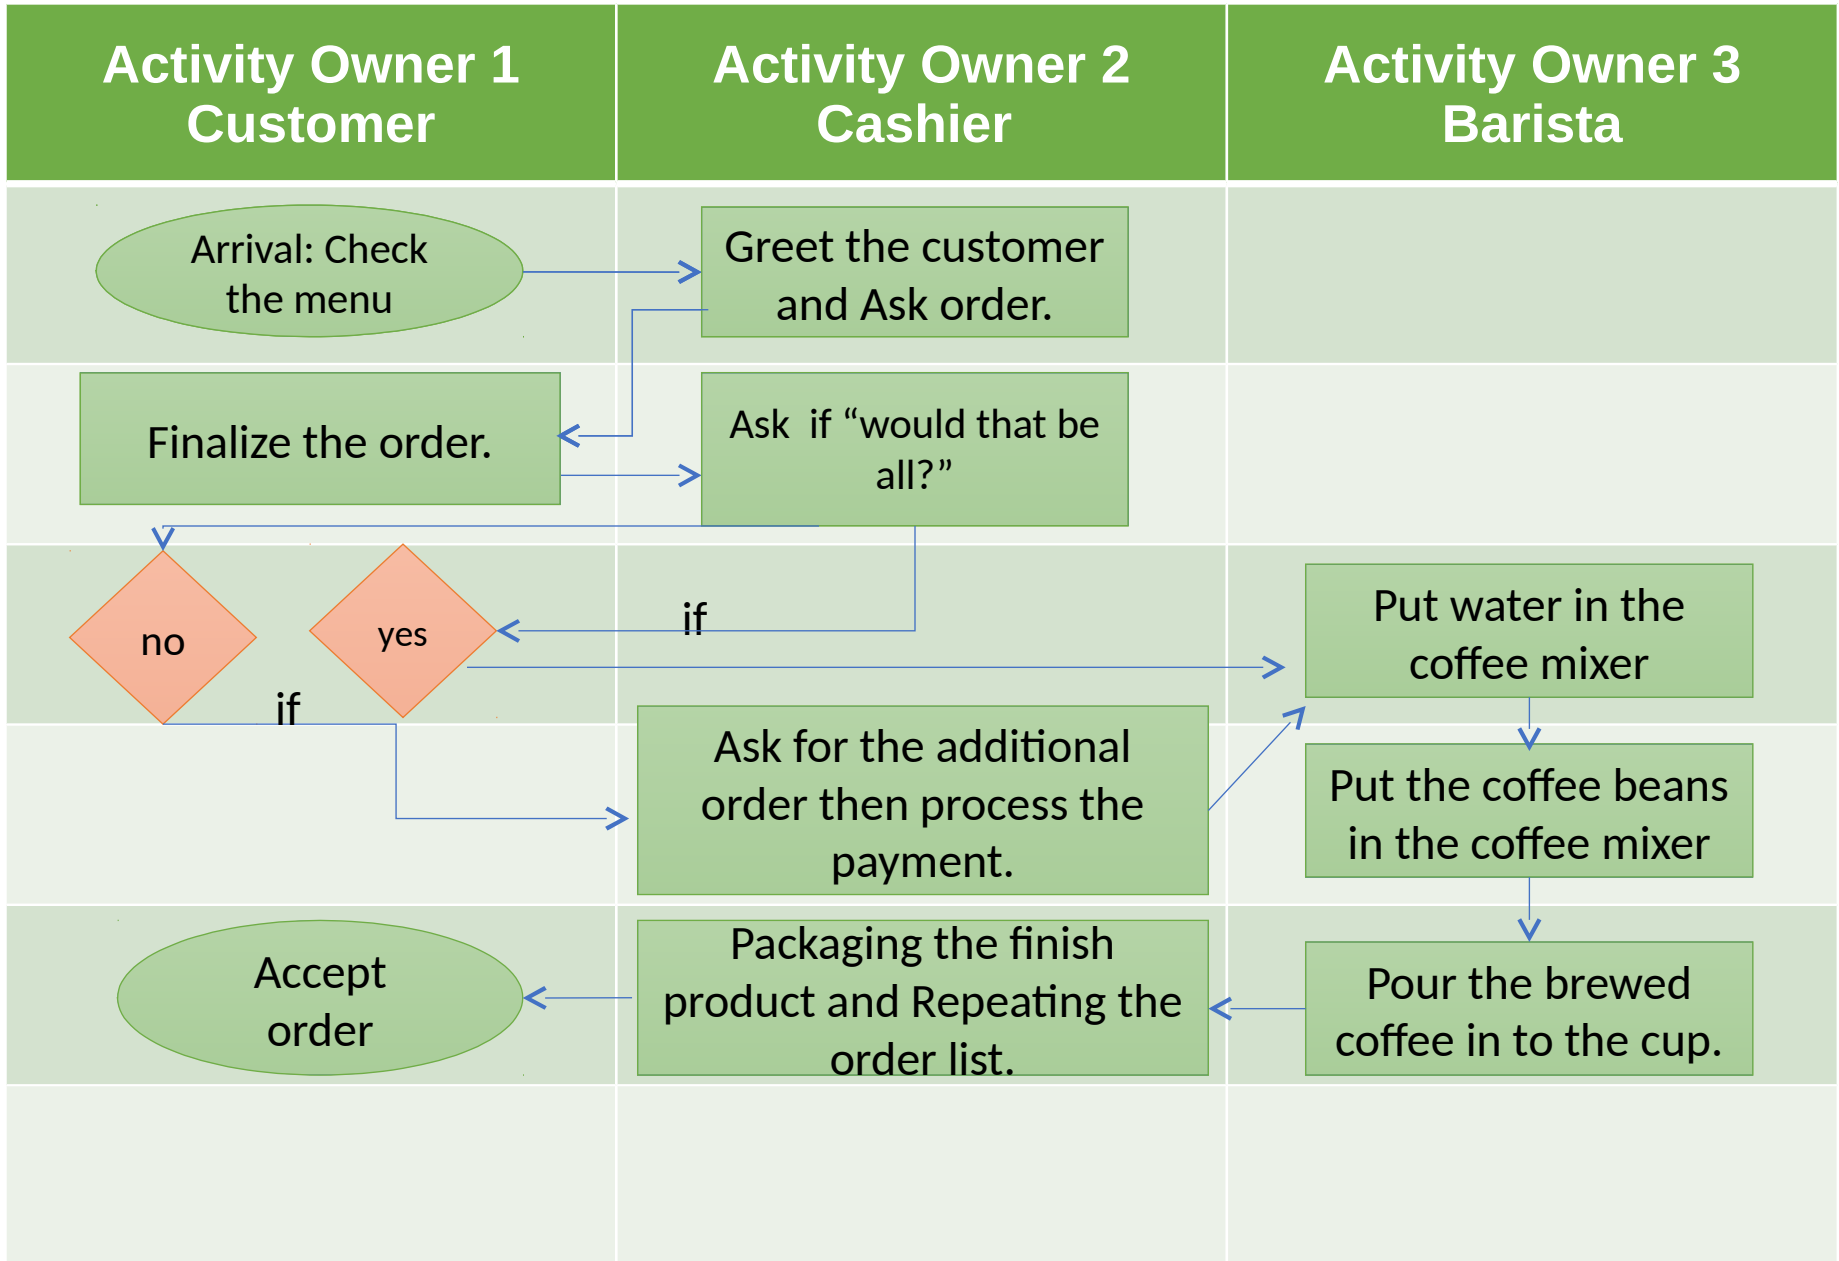 Activity Owner 1
Customer
Activity Owner 2
Cashier
Activity Owner 3
Barista
Arrival: Check
the menu
Greet the customer
and Ask order.
Finalize the order.
Ask  if “would that be
all?”
no
yes
if
if
Put water in the
coffee mixer
Ask for the additional
order then process the
payment.
Put the coffee beans
in the coffee mixer
Accept
order
Packaging the finish
product and Repeating the
order list.
Pour the brewed
coffee in to the cup.